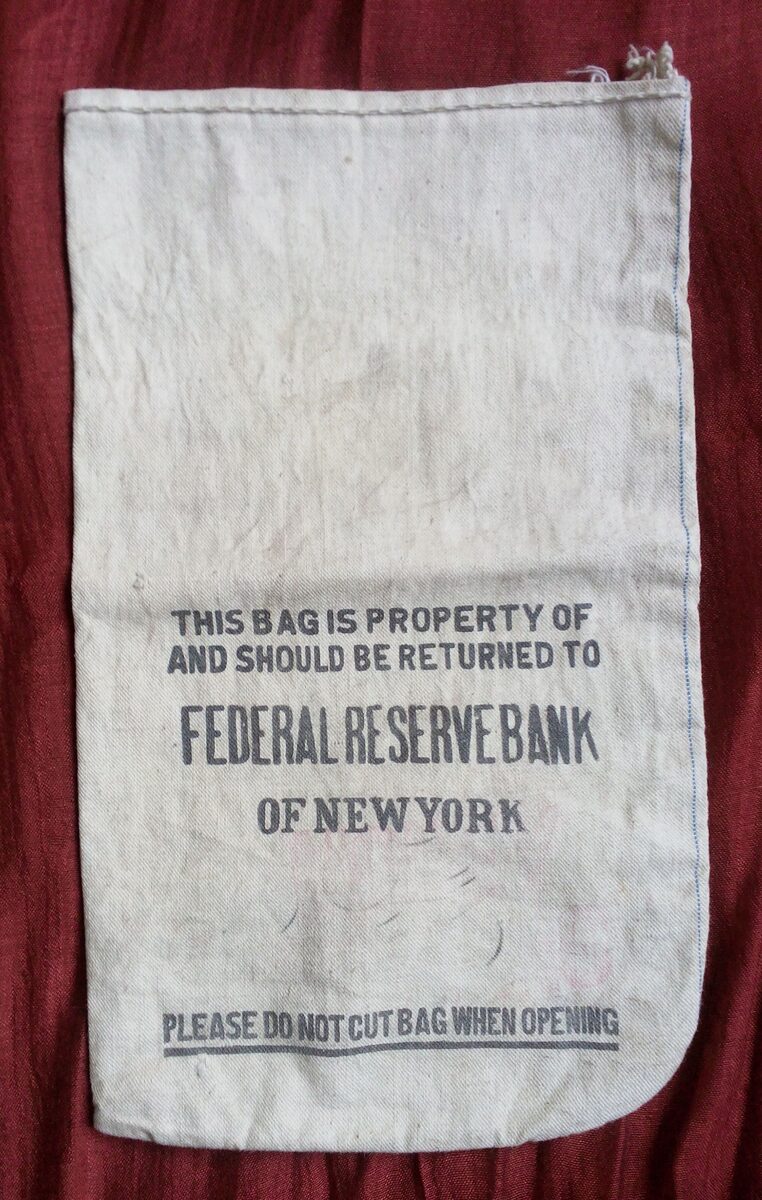 THIS BAG IS PROPERTY OF
AND SHOULD BE RETURNED TO
FEDERAL RESERVE BANK
OF NEW YORK
PLEASE DO NOT CUT BAG WHEN OPENING